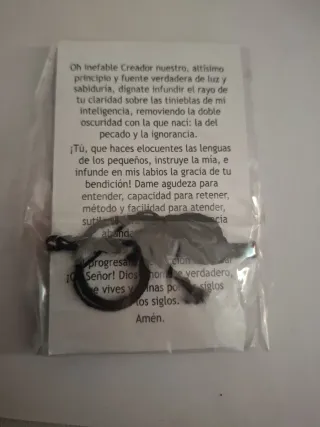 Oh Inefable Creador nuestro, altísimo
principio y fuente verdadera de luz y
sabiduría, dignate infundir el rayo de
tu claridad sobre las tinieblas de mi
inteligencia, removiendo la doble
oscuridad con la que nací: la del
pecado y la ignorancia.
¡Tú, que haces elocuentes las lenguas
de los pequeños, instruye la mía, e
infunde en mis labios la gracia de tu
bendición! Dame agudeza para
entender, capacidad para retener,
método y facilidad para atender,
progresa
Señor! Dios verdadero,
vives y siglos
los siglos.
Amén.